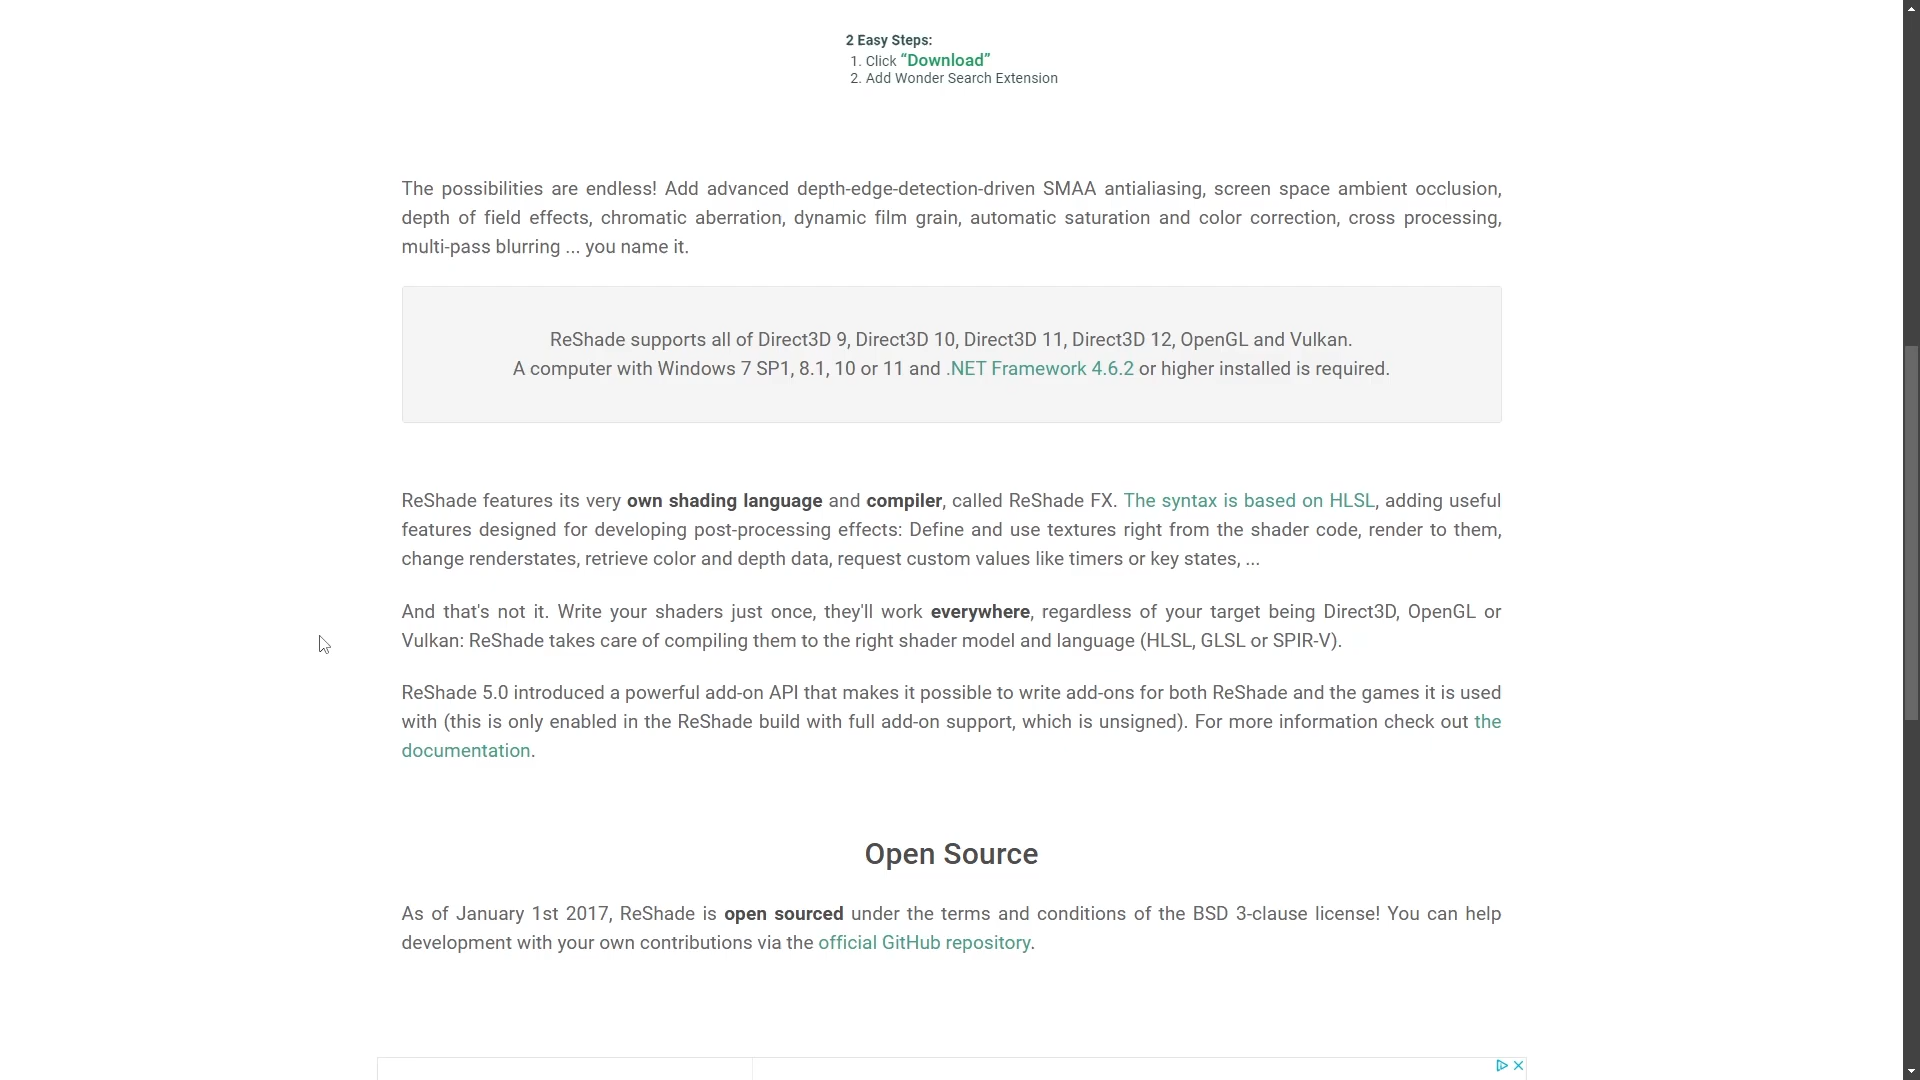 2 Easy Steps:
1. Click “Download”
2. Add Wonder Search Extension
The possibilities are endless! Add advanced depth-edge-detection-driven SMAA antialiasing, screen space ambient occlusion,
depth of field effects, chromatic aberration, dynamic film grain, automatic saturation and color correction, cross processing,
multi-pass blurring ... you name it.
ReShade supports all of Direct3D 9, Direct3D 10, Direct3D 11, Direct3D 12, OpenGL and Vulkan.
A computer with Windows 7 SP1, 8.1, 10 or 11 and .NET Framework 4.6.2 or higher installed is required.
ReShade features its very own shading language and compiler, called ReShade FX. The syntax is based on HLSL, adding useful
features designed for developing post-processing effects: Define and use textures right from the shader code, render to them,
change renderstates, retrieve color and depth data, request custom values like timers or key states, ...
And that's not it. Write your shaders just once, they'll work everywhere, regardless of your target being Direct3D, OpenGL or
Vulkan: ReShade takes care of compiling them to the right shader model and language (HLSL, GLSL or SPIR-V).
ReShade 5.0 introduced a powerful add-on API that makes it possible to write add-ons for both ReShade and the games it is used
with (this is only enabled in the ReShade build with full add-on support, which is unsigned). For more information check out the
documentation.
Open Source
As of January 1st 2017, ReShade is open sourced under the terms and conditions of the BSD 3-clause license! You can help
development with your own contributions via the official GitHub repository.